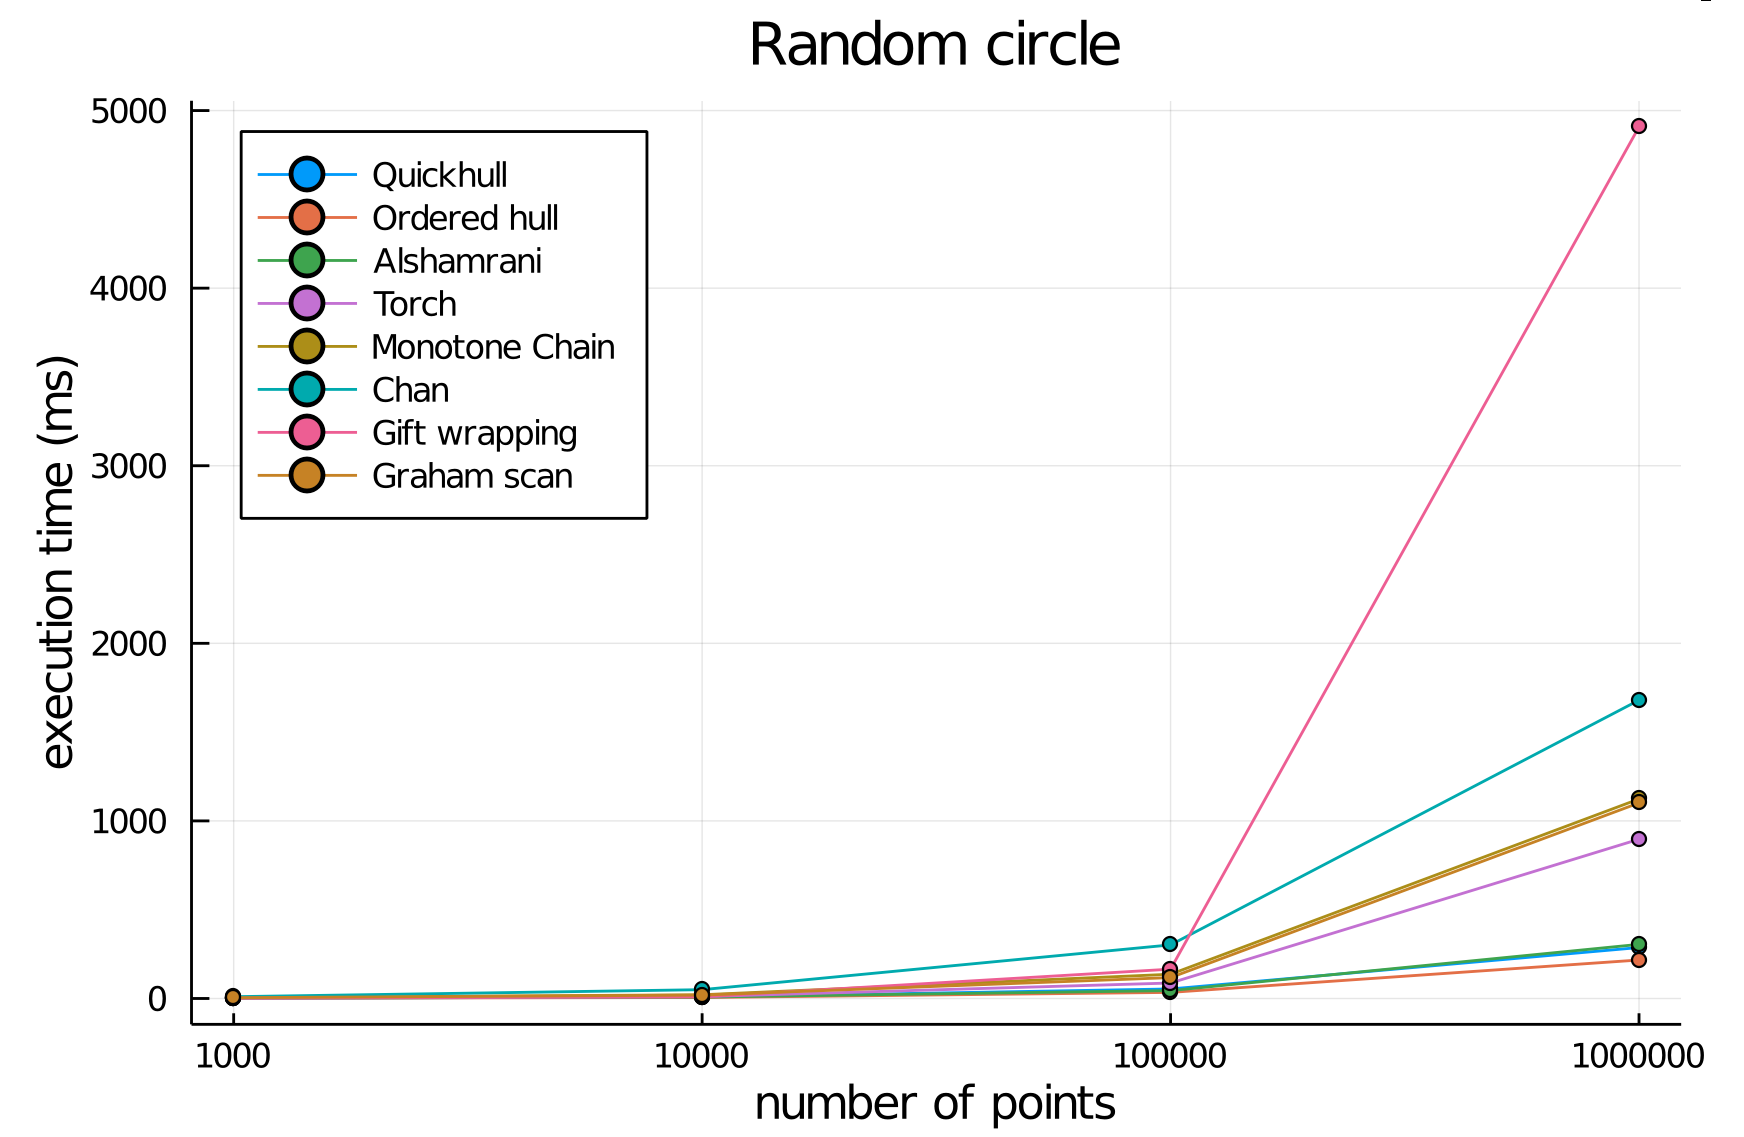 Random circle
5000
4000
3000
2000
1000
0
execution time (ms)
Quickhull
Ordered hull
Alshamrani
Torch
Monotone Chain
Chan
Gift wrapping
Graham scan
1000 10000 100000 1000000
number of points